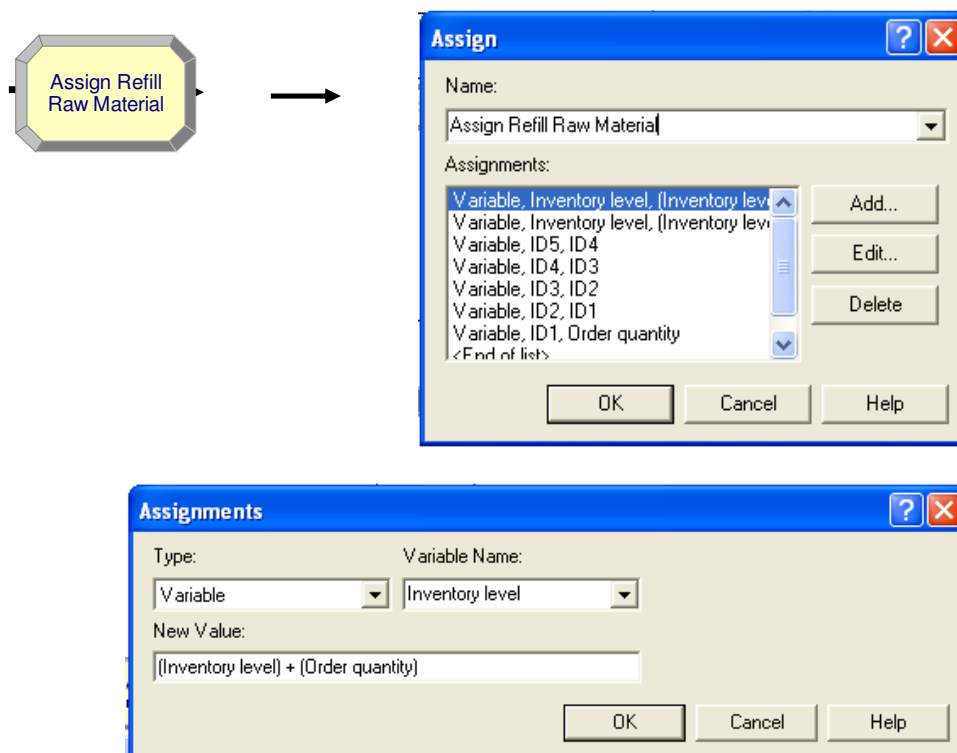 Assign Refill
Raw Material
Assign
Name:
Assign Refill Raw Material
Assignments:
Variable, Inventory level, (Inventory leve
Variable, Inventory level, (Inventory leve
Variable, ID5, ID4
Variable, ID4, ID3
Variable, ID3, ID2
Variable, ID2, ID1
Variable, ID1, Order quantity
<End of list>
Add...
Edit...
Delete
OK Cancel Help
Assignments
Type: Variable Name:
Variable Inventory level
New Value:
(Inventory level) + (Order quantity)
OK Cancel Help